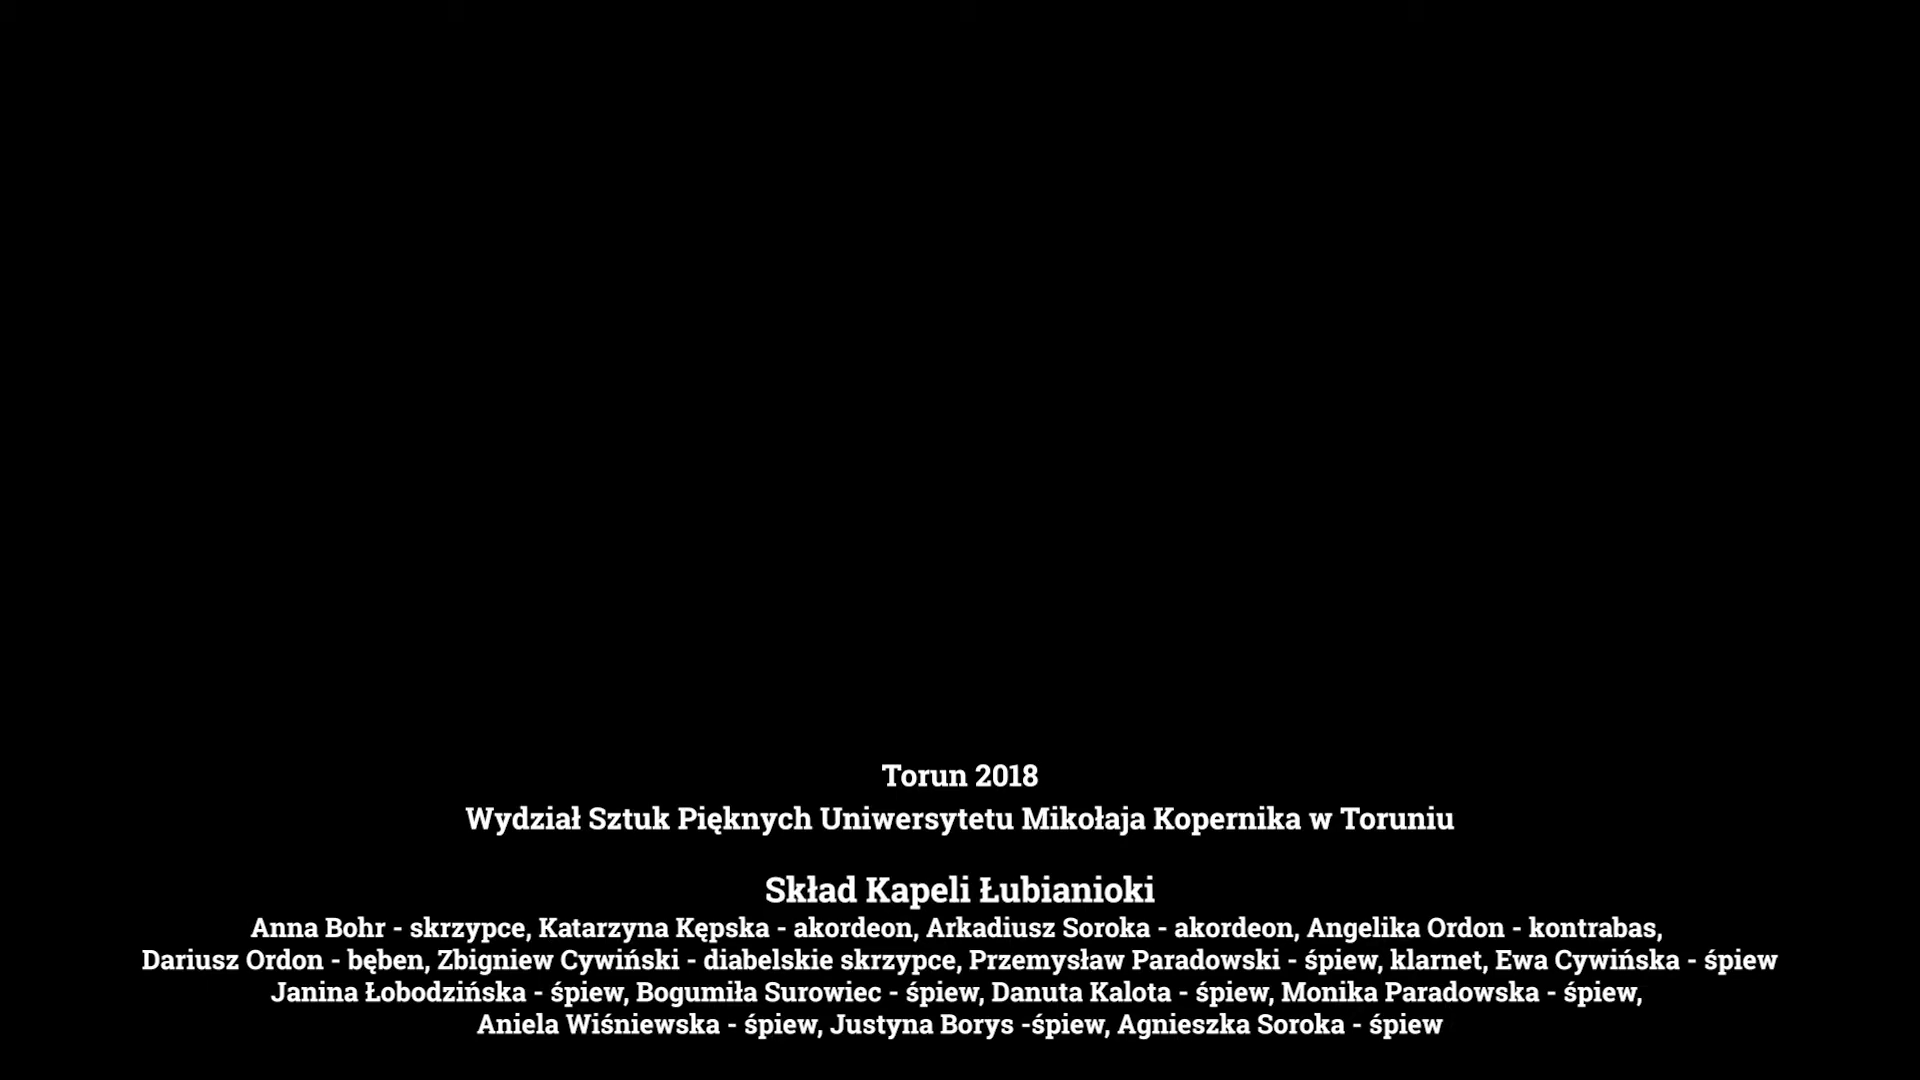 Torun 2018
Wydział Sztuk Pięknych Uniwersytetu Mikołaja Kopernika w Toruniu
Skład Kapeli Łubianioki
Anna Bohr - skrzypce, Katarzyna Kępska - akordeon, Arkadiusz Soroka - akordeon, Angelika Ordon - kontrabas,
Dariusz Ordon - bęben, Zbigniew Cywiński - diabelskie skrzypce, Przemysław Paradowski - śpiew, klarnet, Ewa Cywińska - śpiew
Janina Łobodzińska - śpiew, Bogumiła Surowiec - śpiew, Danuta Kalota - śpiew, Monika Paradowska - śpiew,
Aniela Wiśniewska - śpiew, Justyna Borys -śpiew, Agnieszka Soroka - śpiew